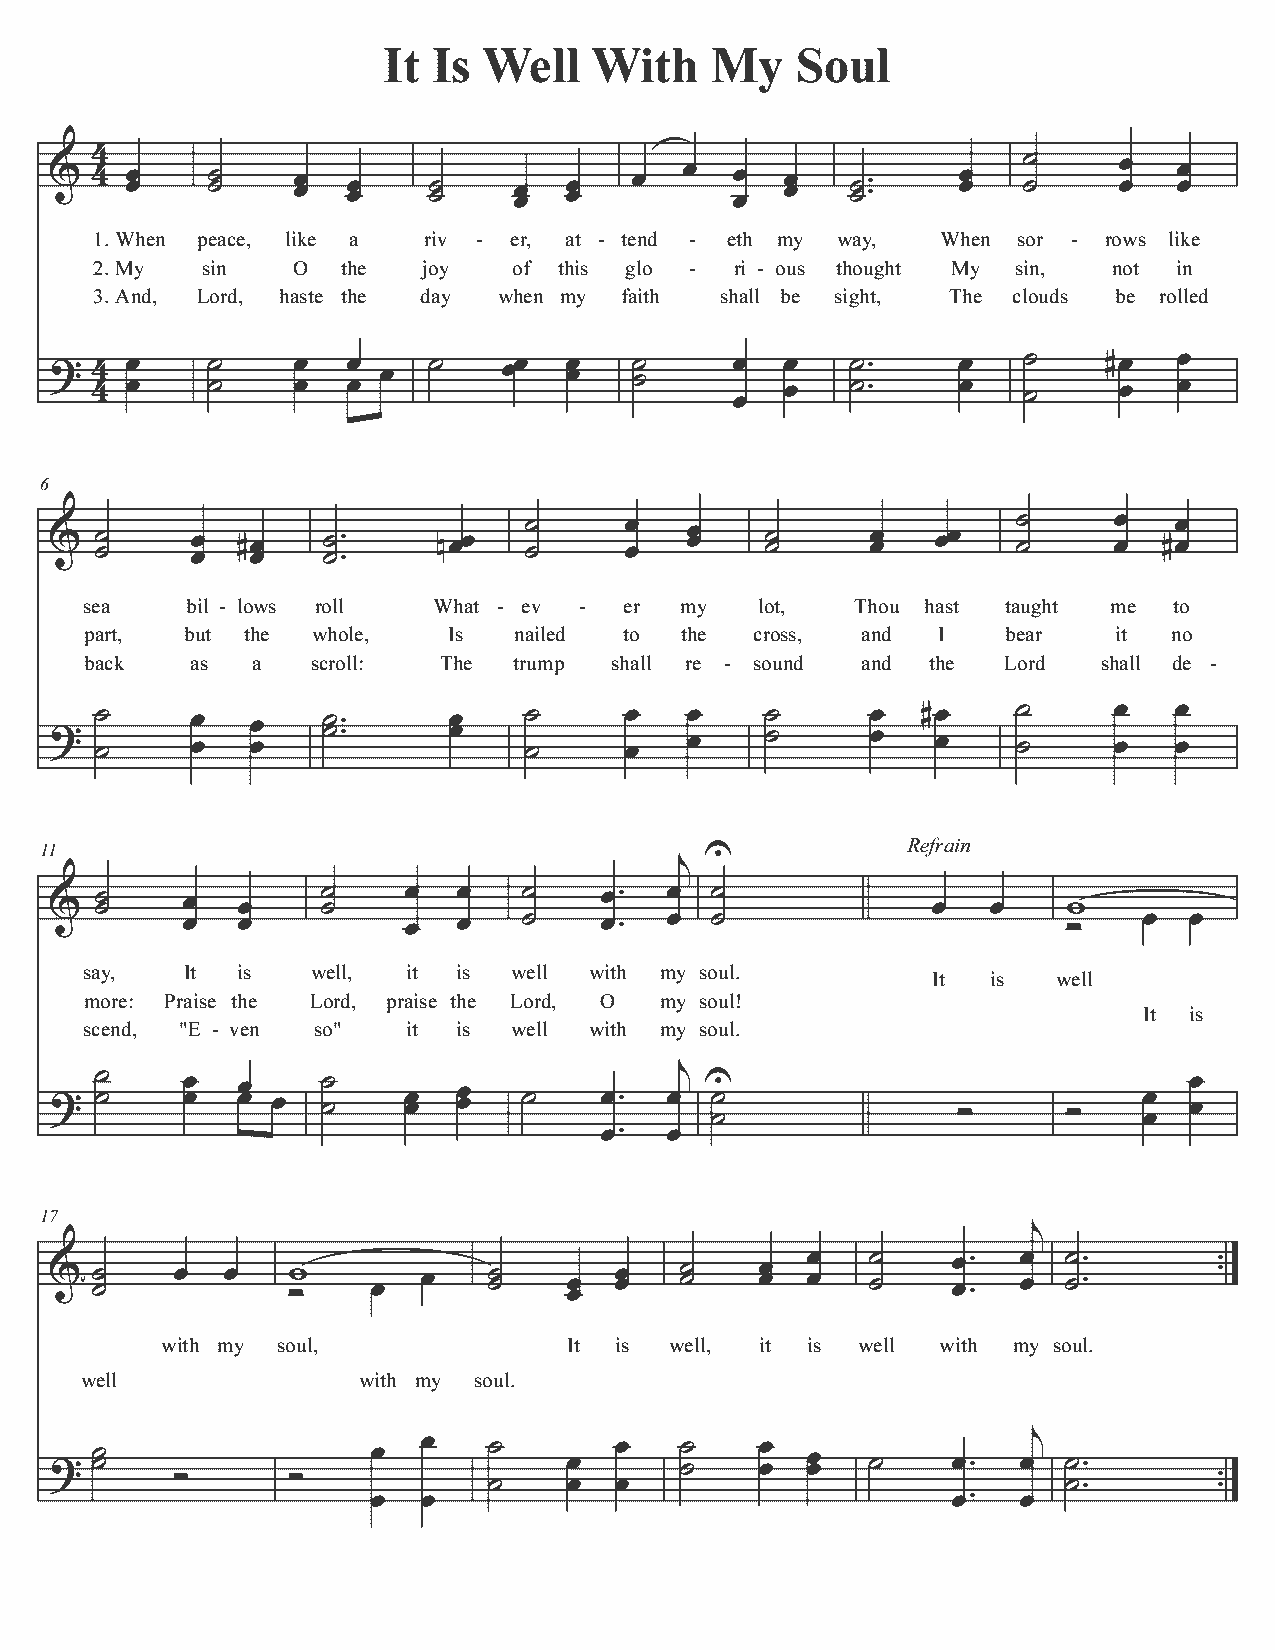 It Is Well With My Soul
1. When peace, like a riv - er, at - tend - eth my way, When sor - rows like
2. My sin O the joy of this glo - ri - ous thought My sin, not in
3. And, Lord, haste the day when my faith shall be sight, The clouds be rolled
6
sea bil - lows roll What - ev - er my lot, Thou hast taught me to
part, but the whole, Is nailed to the cross, and I bear it no
back as a scroll: The trump shall re - sound and the Lord shall de -
11
Refrain
say, It is well, it is well with my soul. It is well
more: Praise the Lord, praise the Lord, O my soul!
It is
scend, "E - ven so" it is well with my soul.
17
with my soul, It is well, it is well with my soul.
well with my soul.